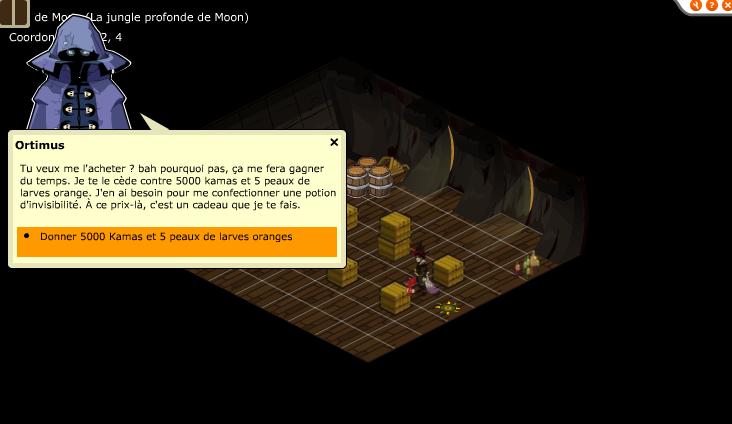 de Moon (La jungle profonde de Moon)
Coordon 2, 4
Ortimus
Tu veux me l'acheter ? bah pourquoi pas, ça me fera gagner
du temps. Je te le cède contre 5000 kamas et 5 peaux de
larves orange. J'en ai besoin pour me confectionner une potion
d'invisibilité. À ce prix-là, c'est un cadeau que je te fais.
• Donner 5000 Kamas et 5 peaux de larves oranges